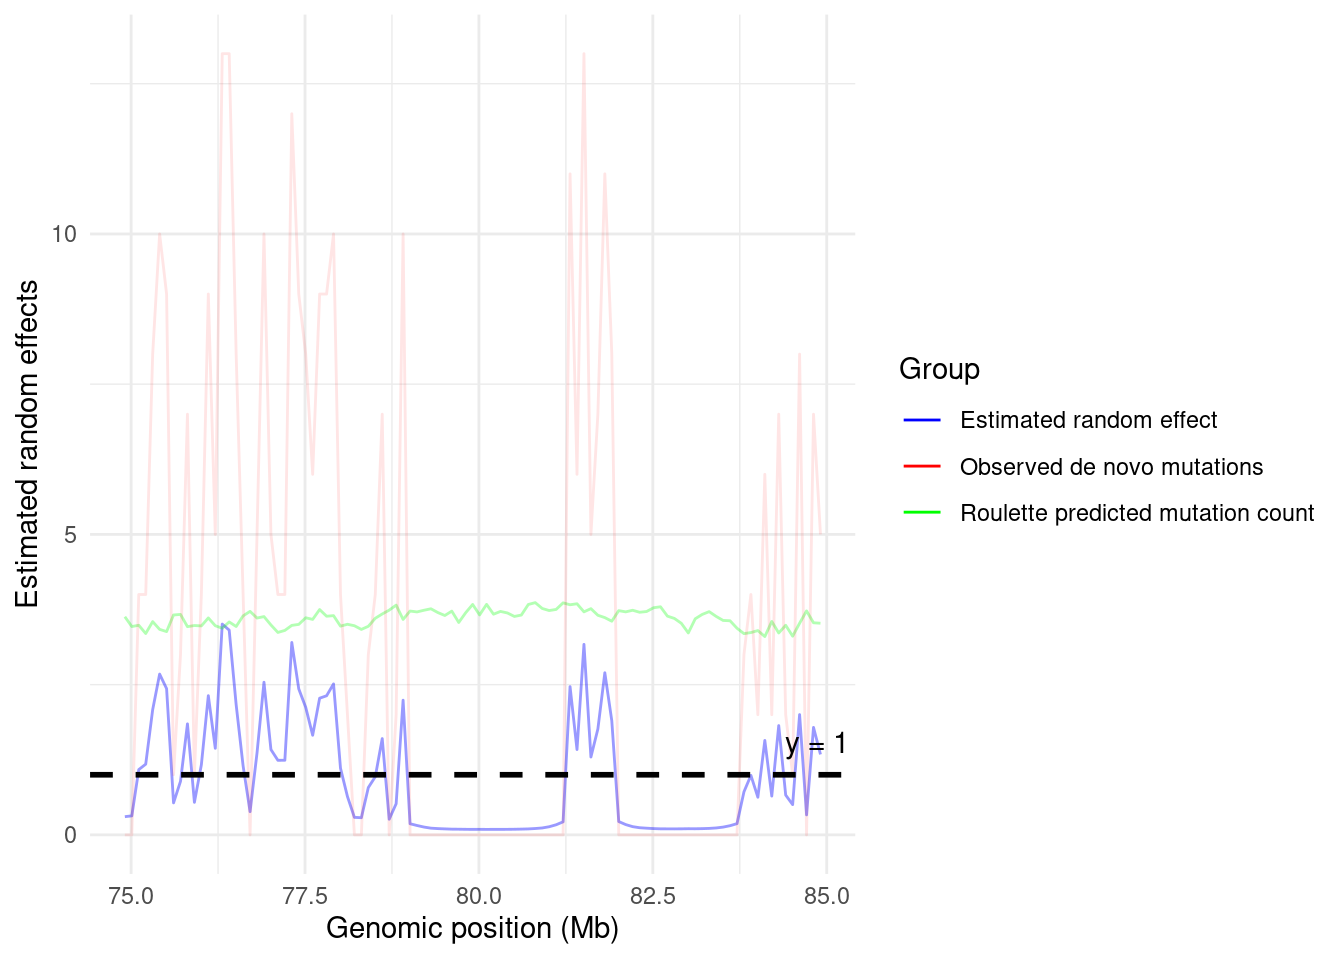 Estimated random effects
10
5
0
y = 1
75.0 77.5 80.0 82.5 85.0
Genomic position (Mb)
Group
Estimated random effect
Observed de novo mutations
Roulette predicted mutation count